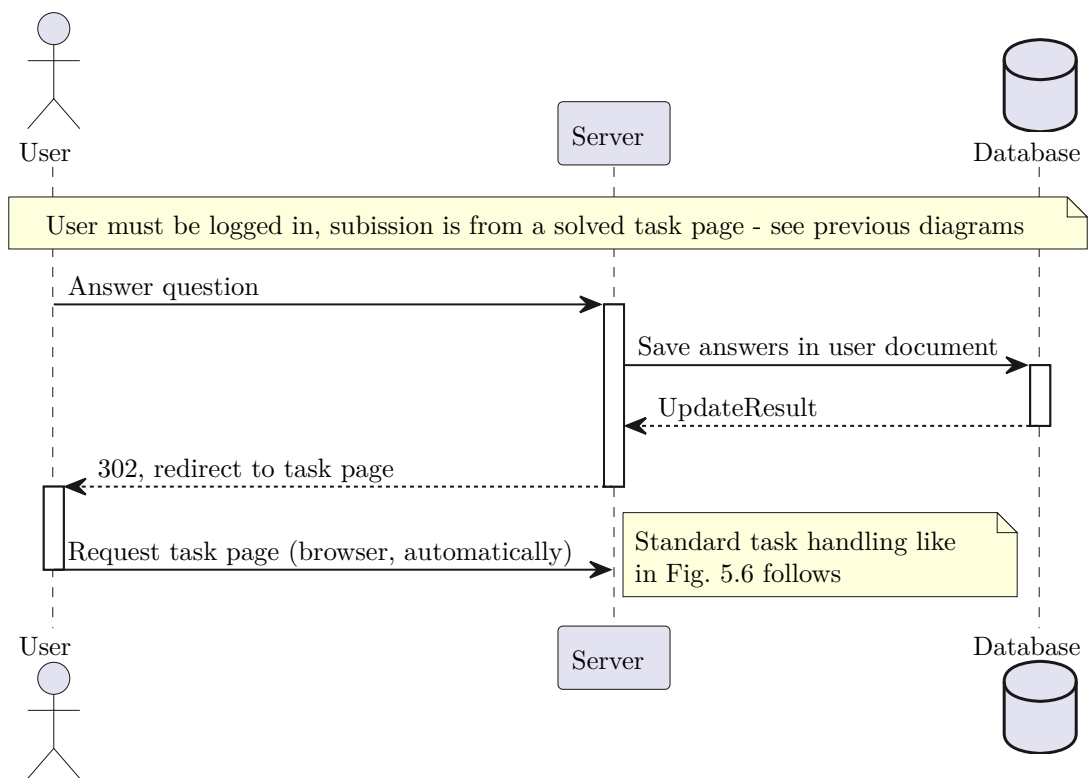 User
Server
Database
User must be logged in, subission is from a solved task page - see previous diagrams
Answer question
Save answers in user document
UpdateResult
302, redirect to task page
Request task page (browser, automatically)
Standard task handling like
in Fig. 5.6 follows
User
Server
Database